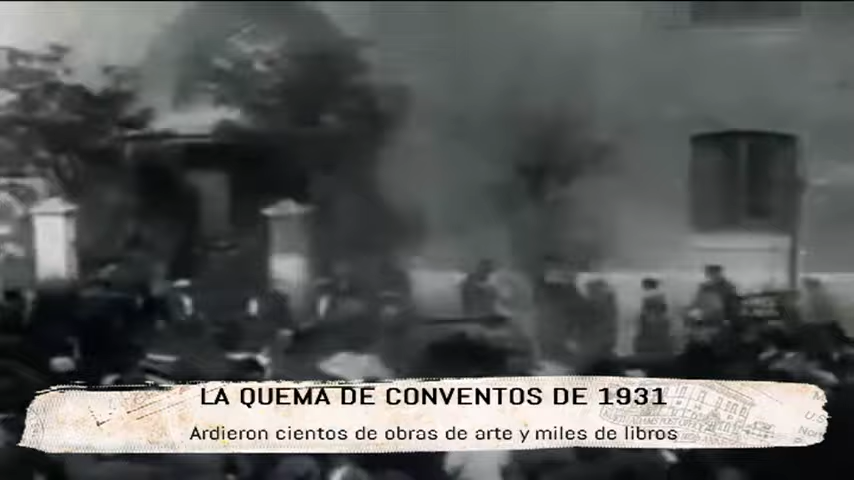 LA QUEMA DE CONVENTOS DE 1931
Ardieron cientos de obras de arte y miles de libros